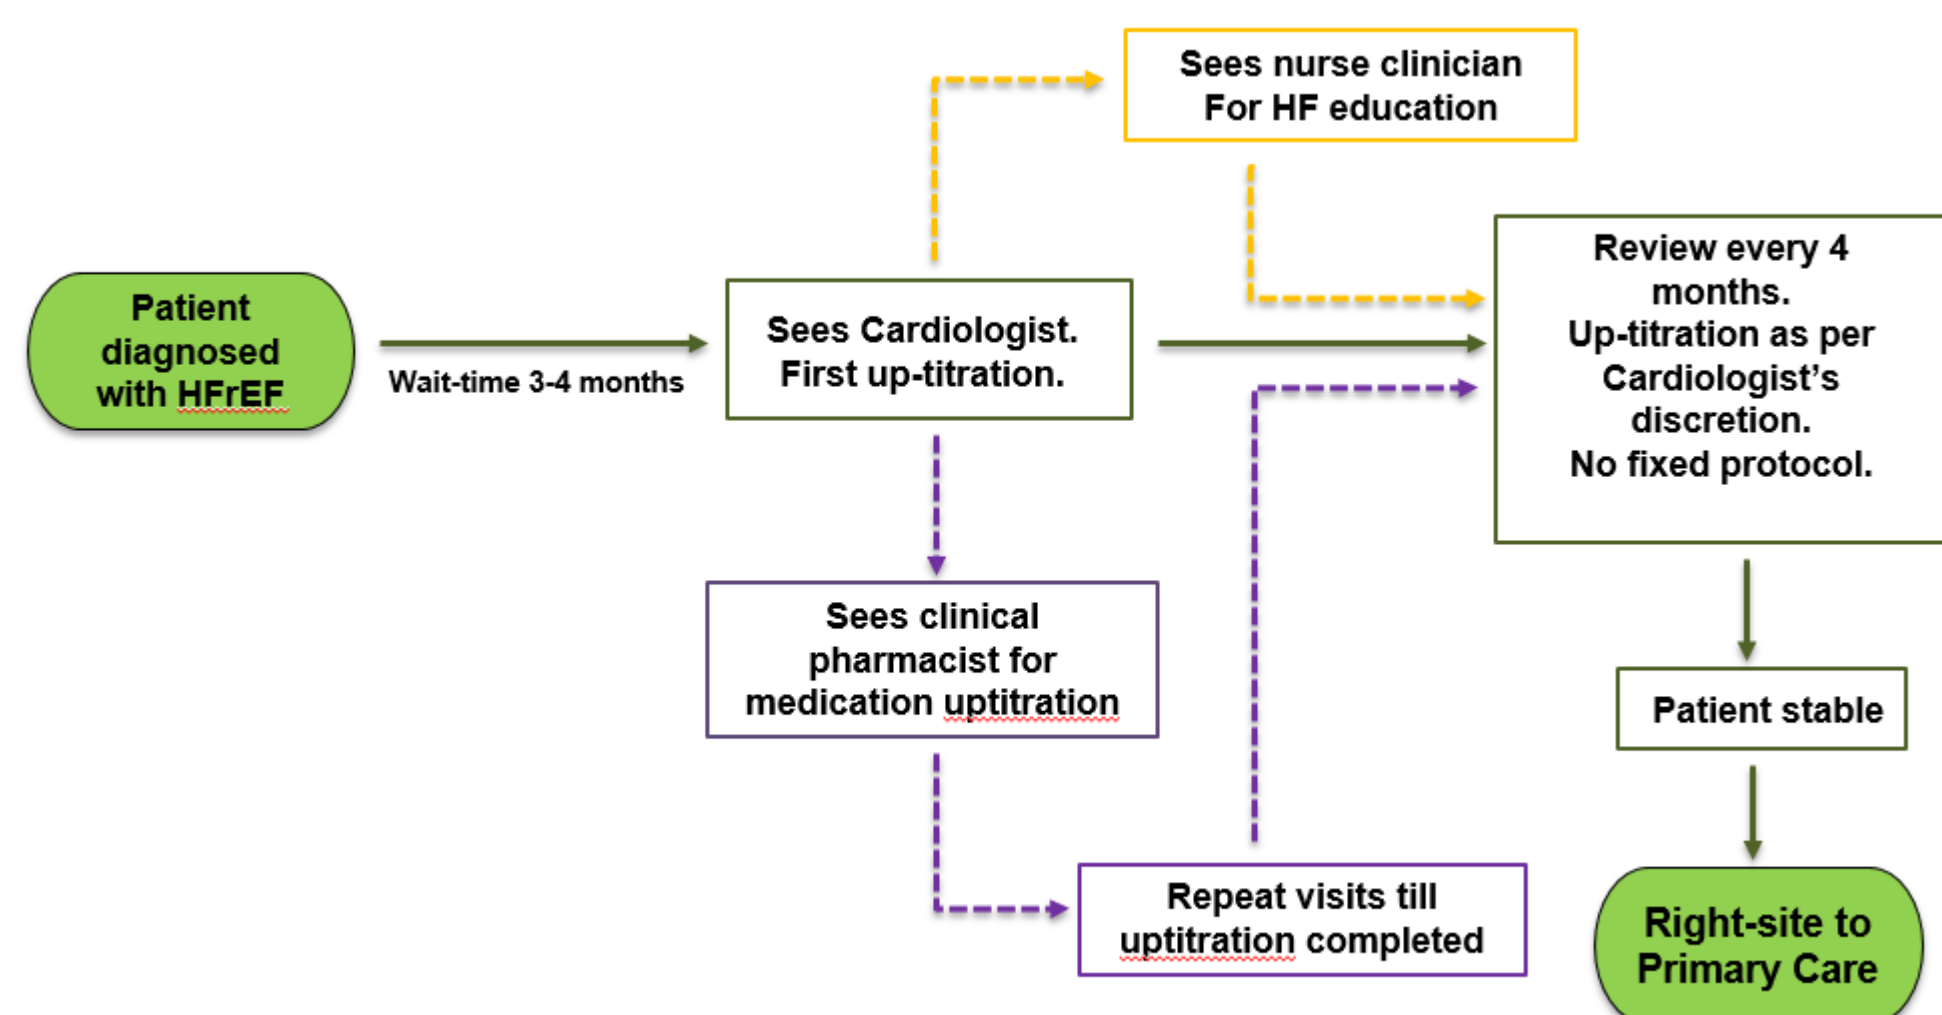 Sees nurse clinician
For HF education
Patient
diagnosed
with HFrEF
Wait-time 3-4 months
Sees Cardiologist.
First up-titration.
Review every 4
months.
Up-titration as per
Cardiologist’s
discretion.
No fixed protocol.
Sees clinical
pharmacist for
medication uptitration
Repeat visits till
uptitration completed
Patient stable
Right-site to
Primary Care